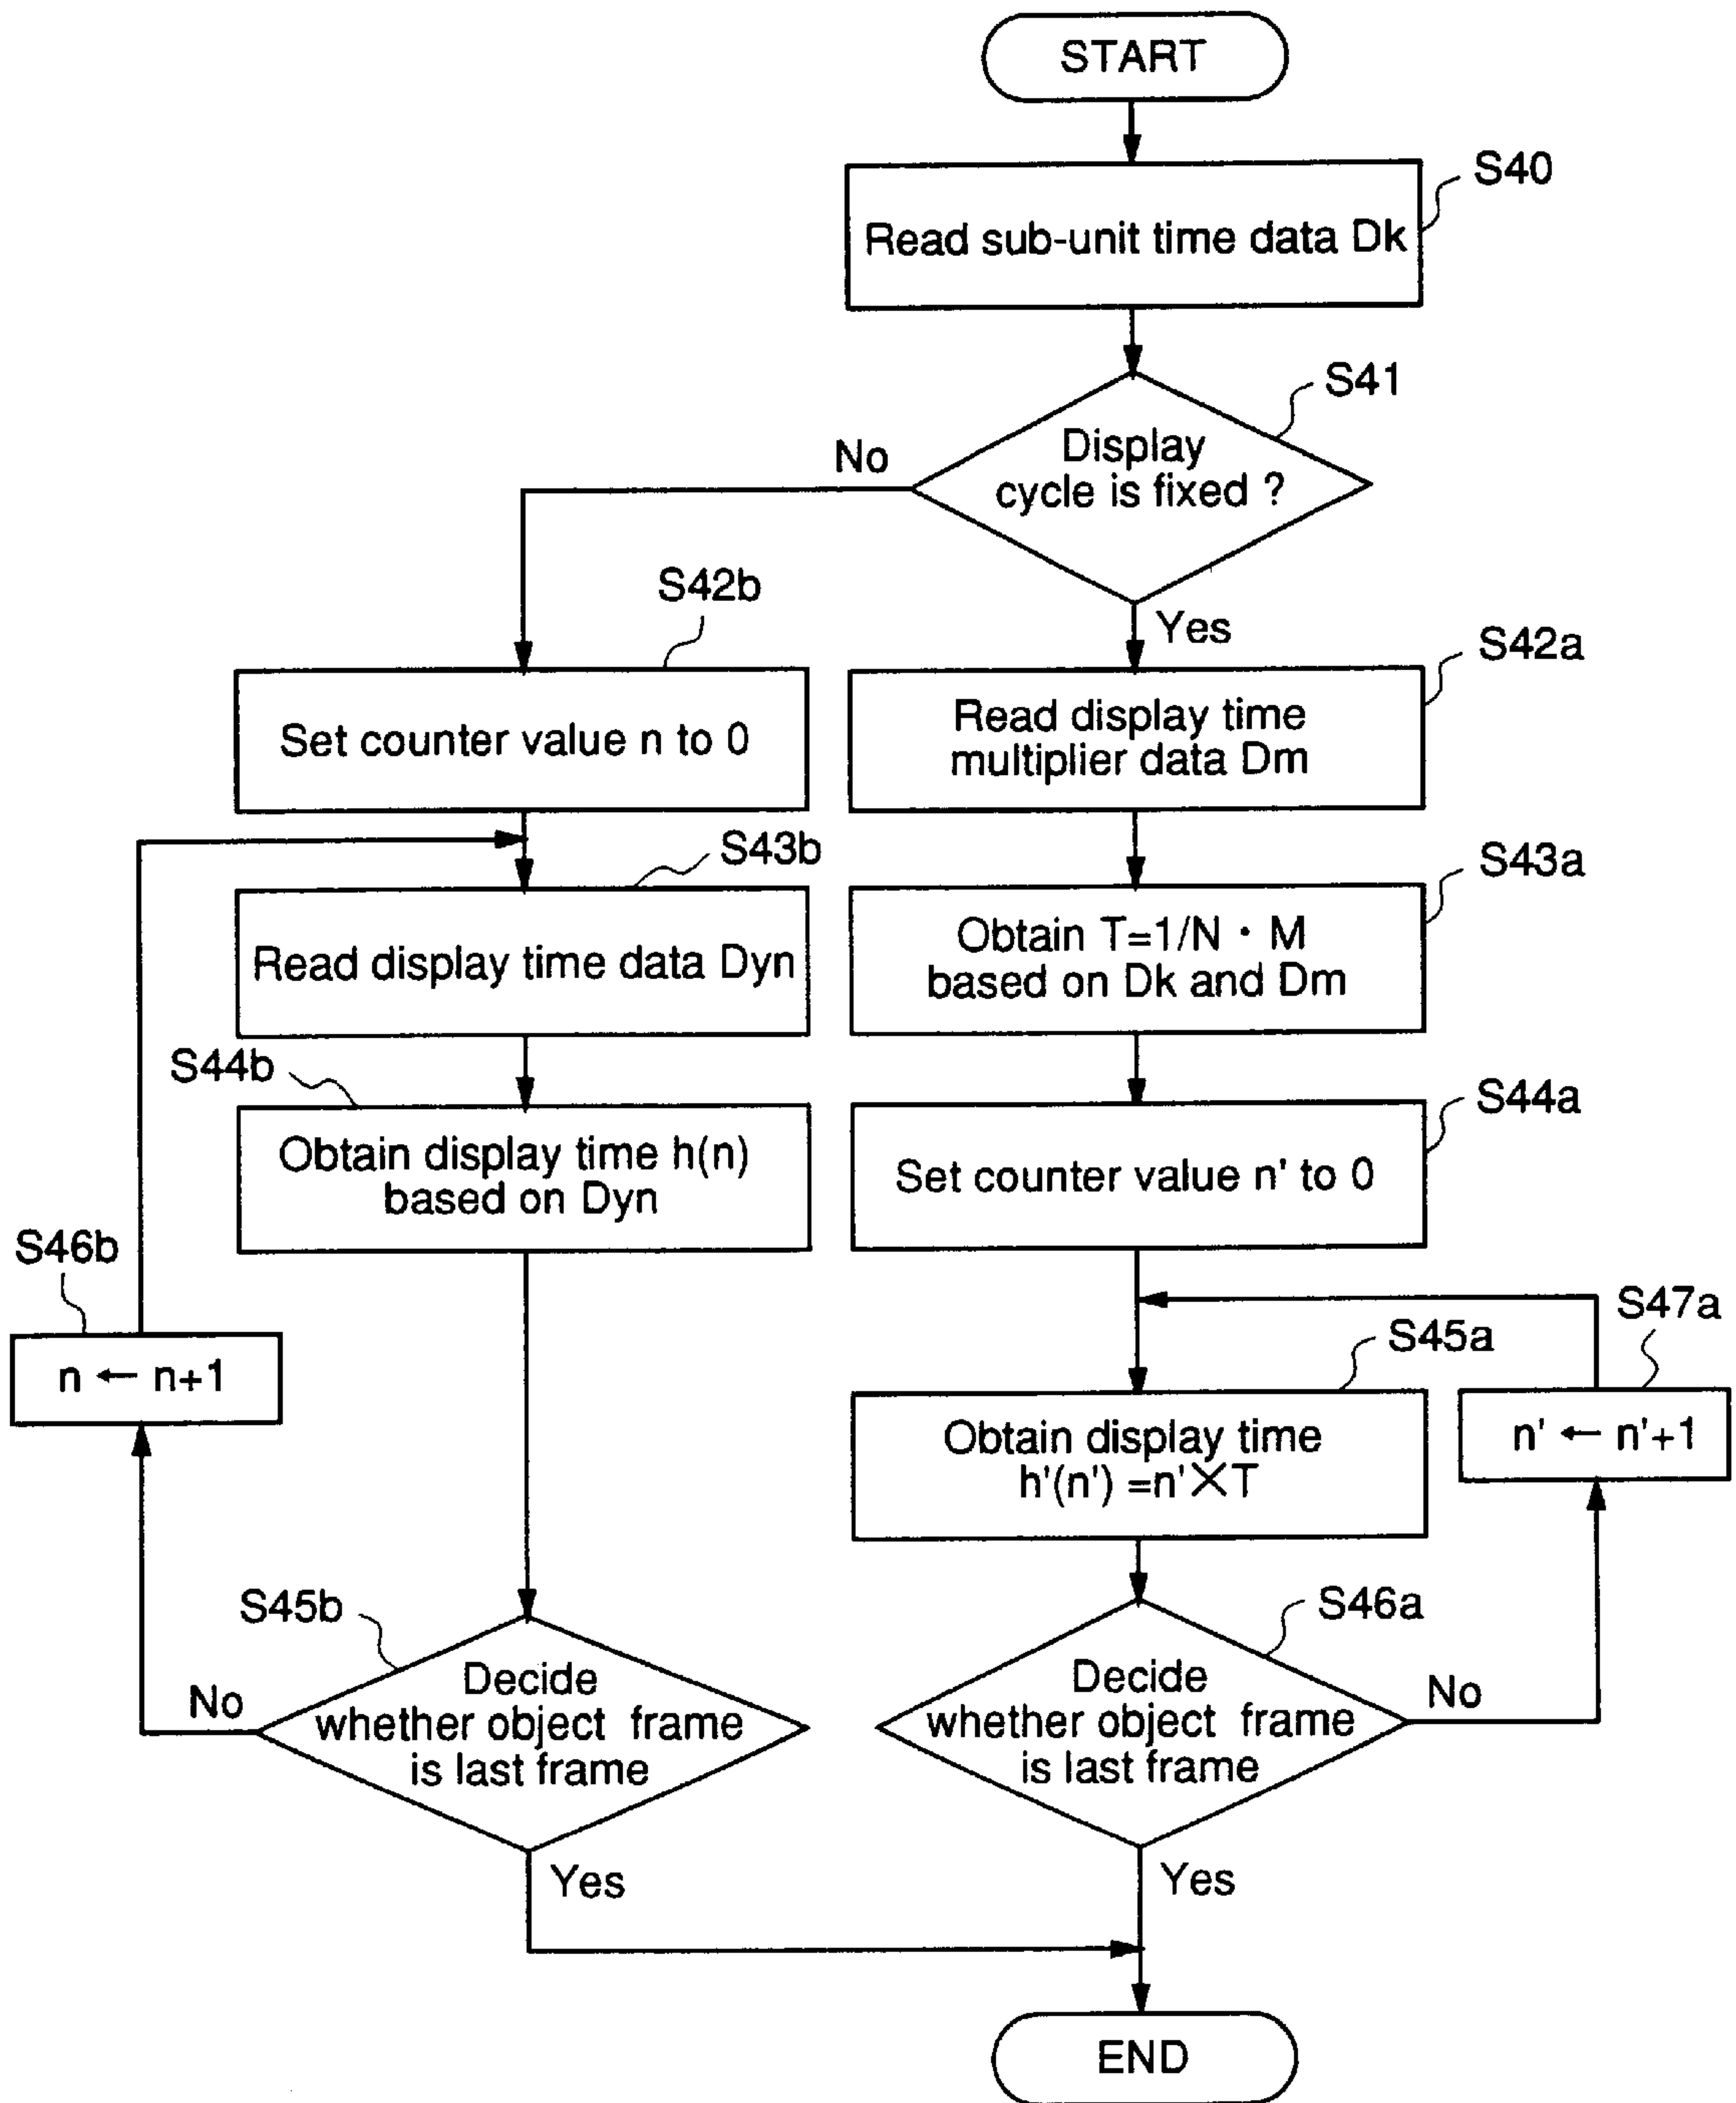 START
S40
Read sub-unit time data Dk
S41
Display
cycle is fixed ?
No
Yes
S42b
Set counter value n to 0
S42a
Read display time
multiplier data Dm
S43b
Read display time data Dyn
S43a
Obtain T=1/N · M
based on Dk and Dm
S44b
Obtain display time h(n)
based on Dyn
S44a
Set counter value n' to 0
S46b
n ← n+1
S47a
n' ← n'+1
S45a
Obtain display time
h'(n') =n'×T
S45b
Decide
whether object frame
is last frame
No
Yes
S46a
Decide
whether object frame
is last frame
No
Yes
END